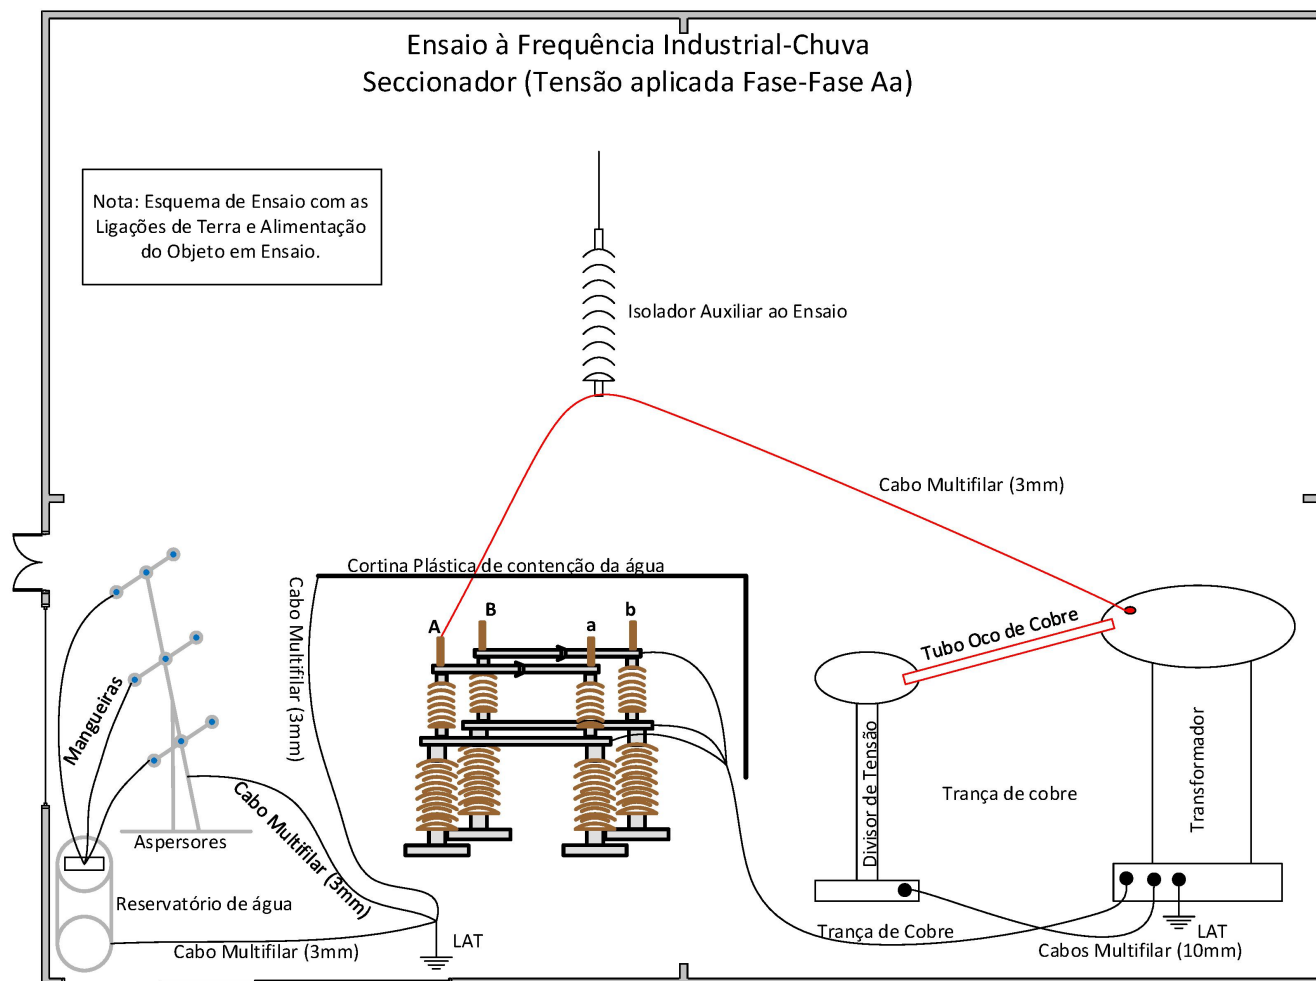 Ensaio à Frequência Industrial-Chuva
Seccionador (Tensão aplicada Fase-Fase Aa)
Nota: Esquema de Ensaio com as
Ligações de Terra e Alimentação
do Objeto em Ensaio.
Isolador Auxiliar ao Ensaio
Cabo Multifilar (3mm)
Cortina Plástica de contenção da água
Cabo Multifilar (3mm)
A
B
a
b
Tubo Oco de Cobre
Mangueiras
Divisor de Tensão
Trança de cobre
Transformador
Cabo Multifilar (3mm)
Aspersores
Reservatório de água
Cabo Multifilar (3mm)
LAT
Trança de Cobre
LAT
Cabos Multifilar (10mm)